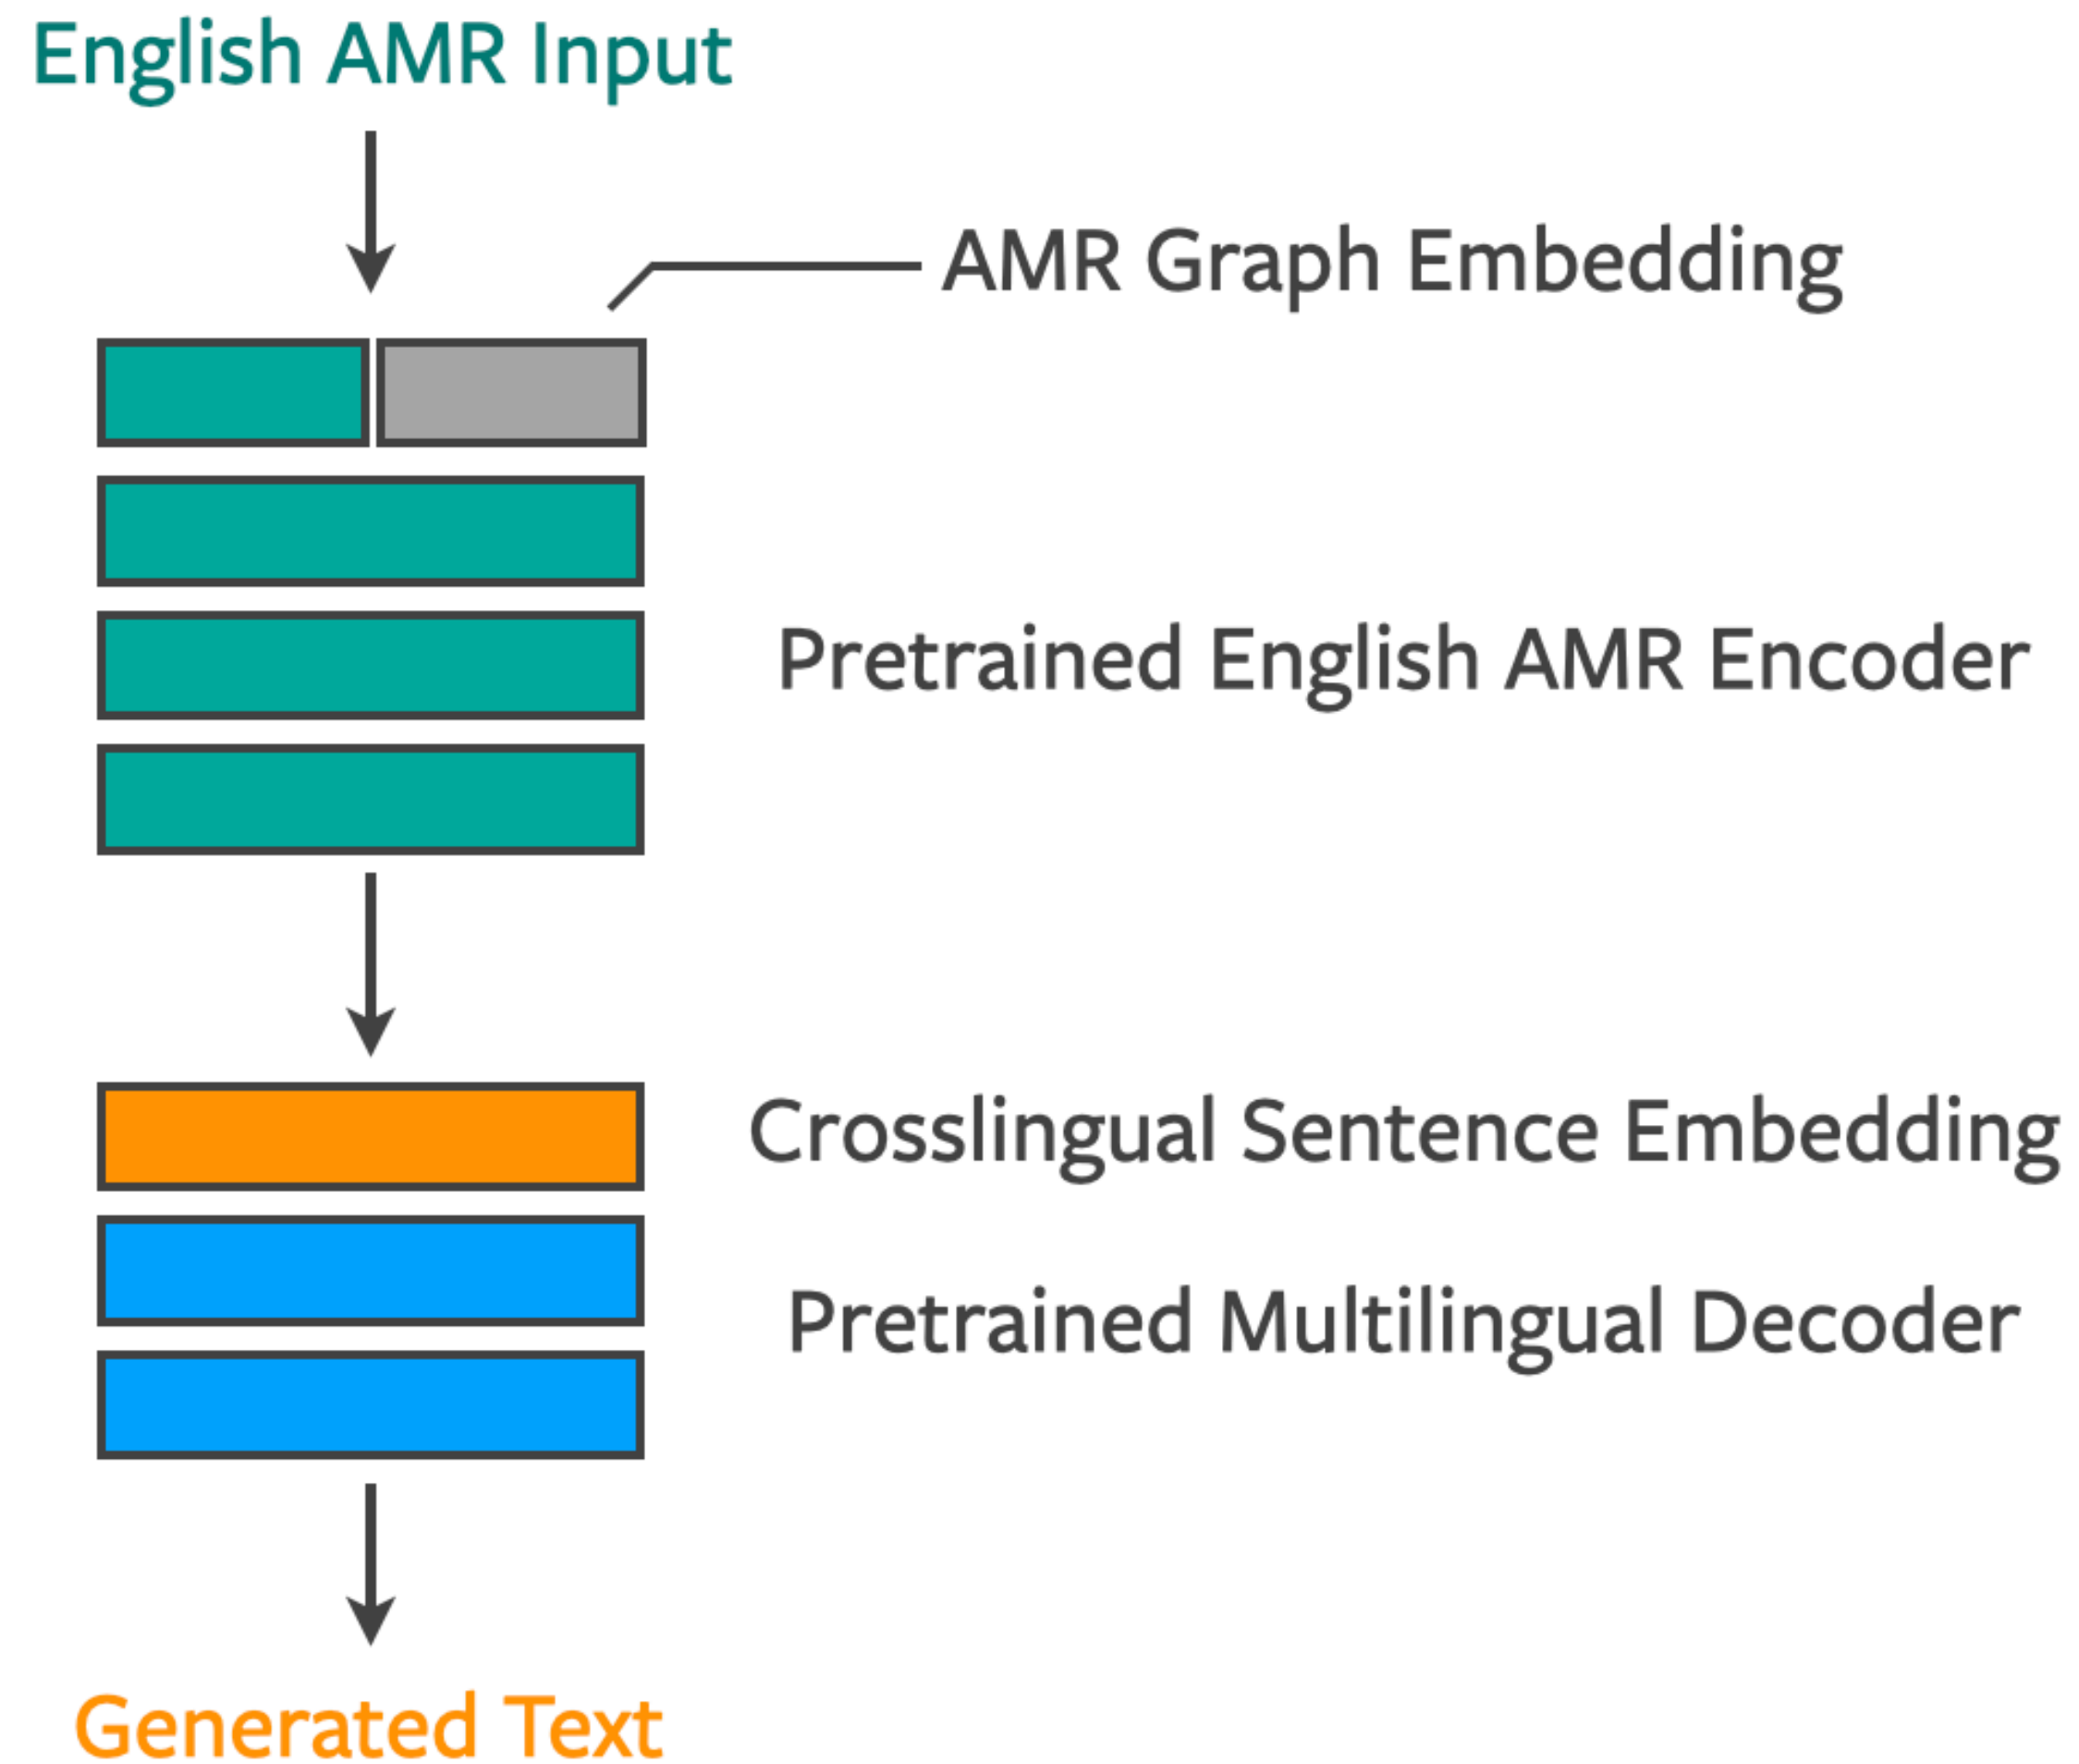 English AMR Input
AMR Graph Embedding
Pretrained English AMR Encoder
Crosslingual Sentence Embedding
Pretrained Multilingual Decoder
Generated Text